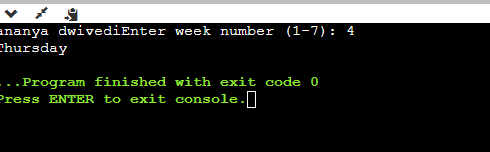 ananya dwivediEnter week number (1-7): 4
Thursday
...Program finished with exit code 0
Press ENTER to exit console.